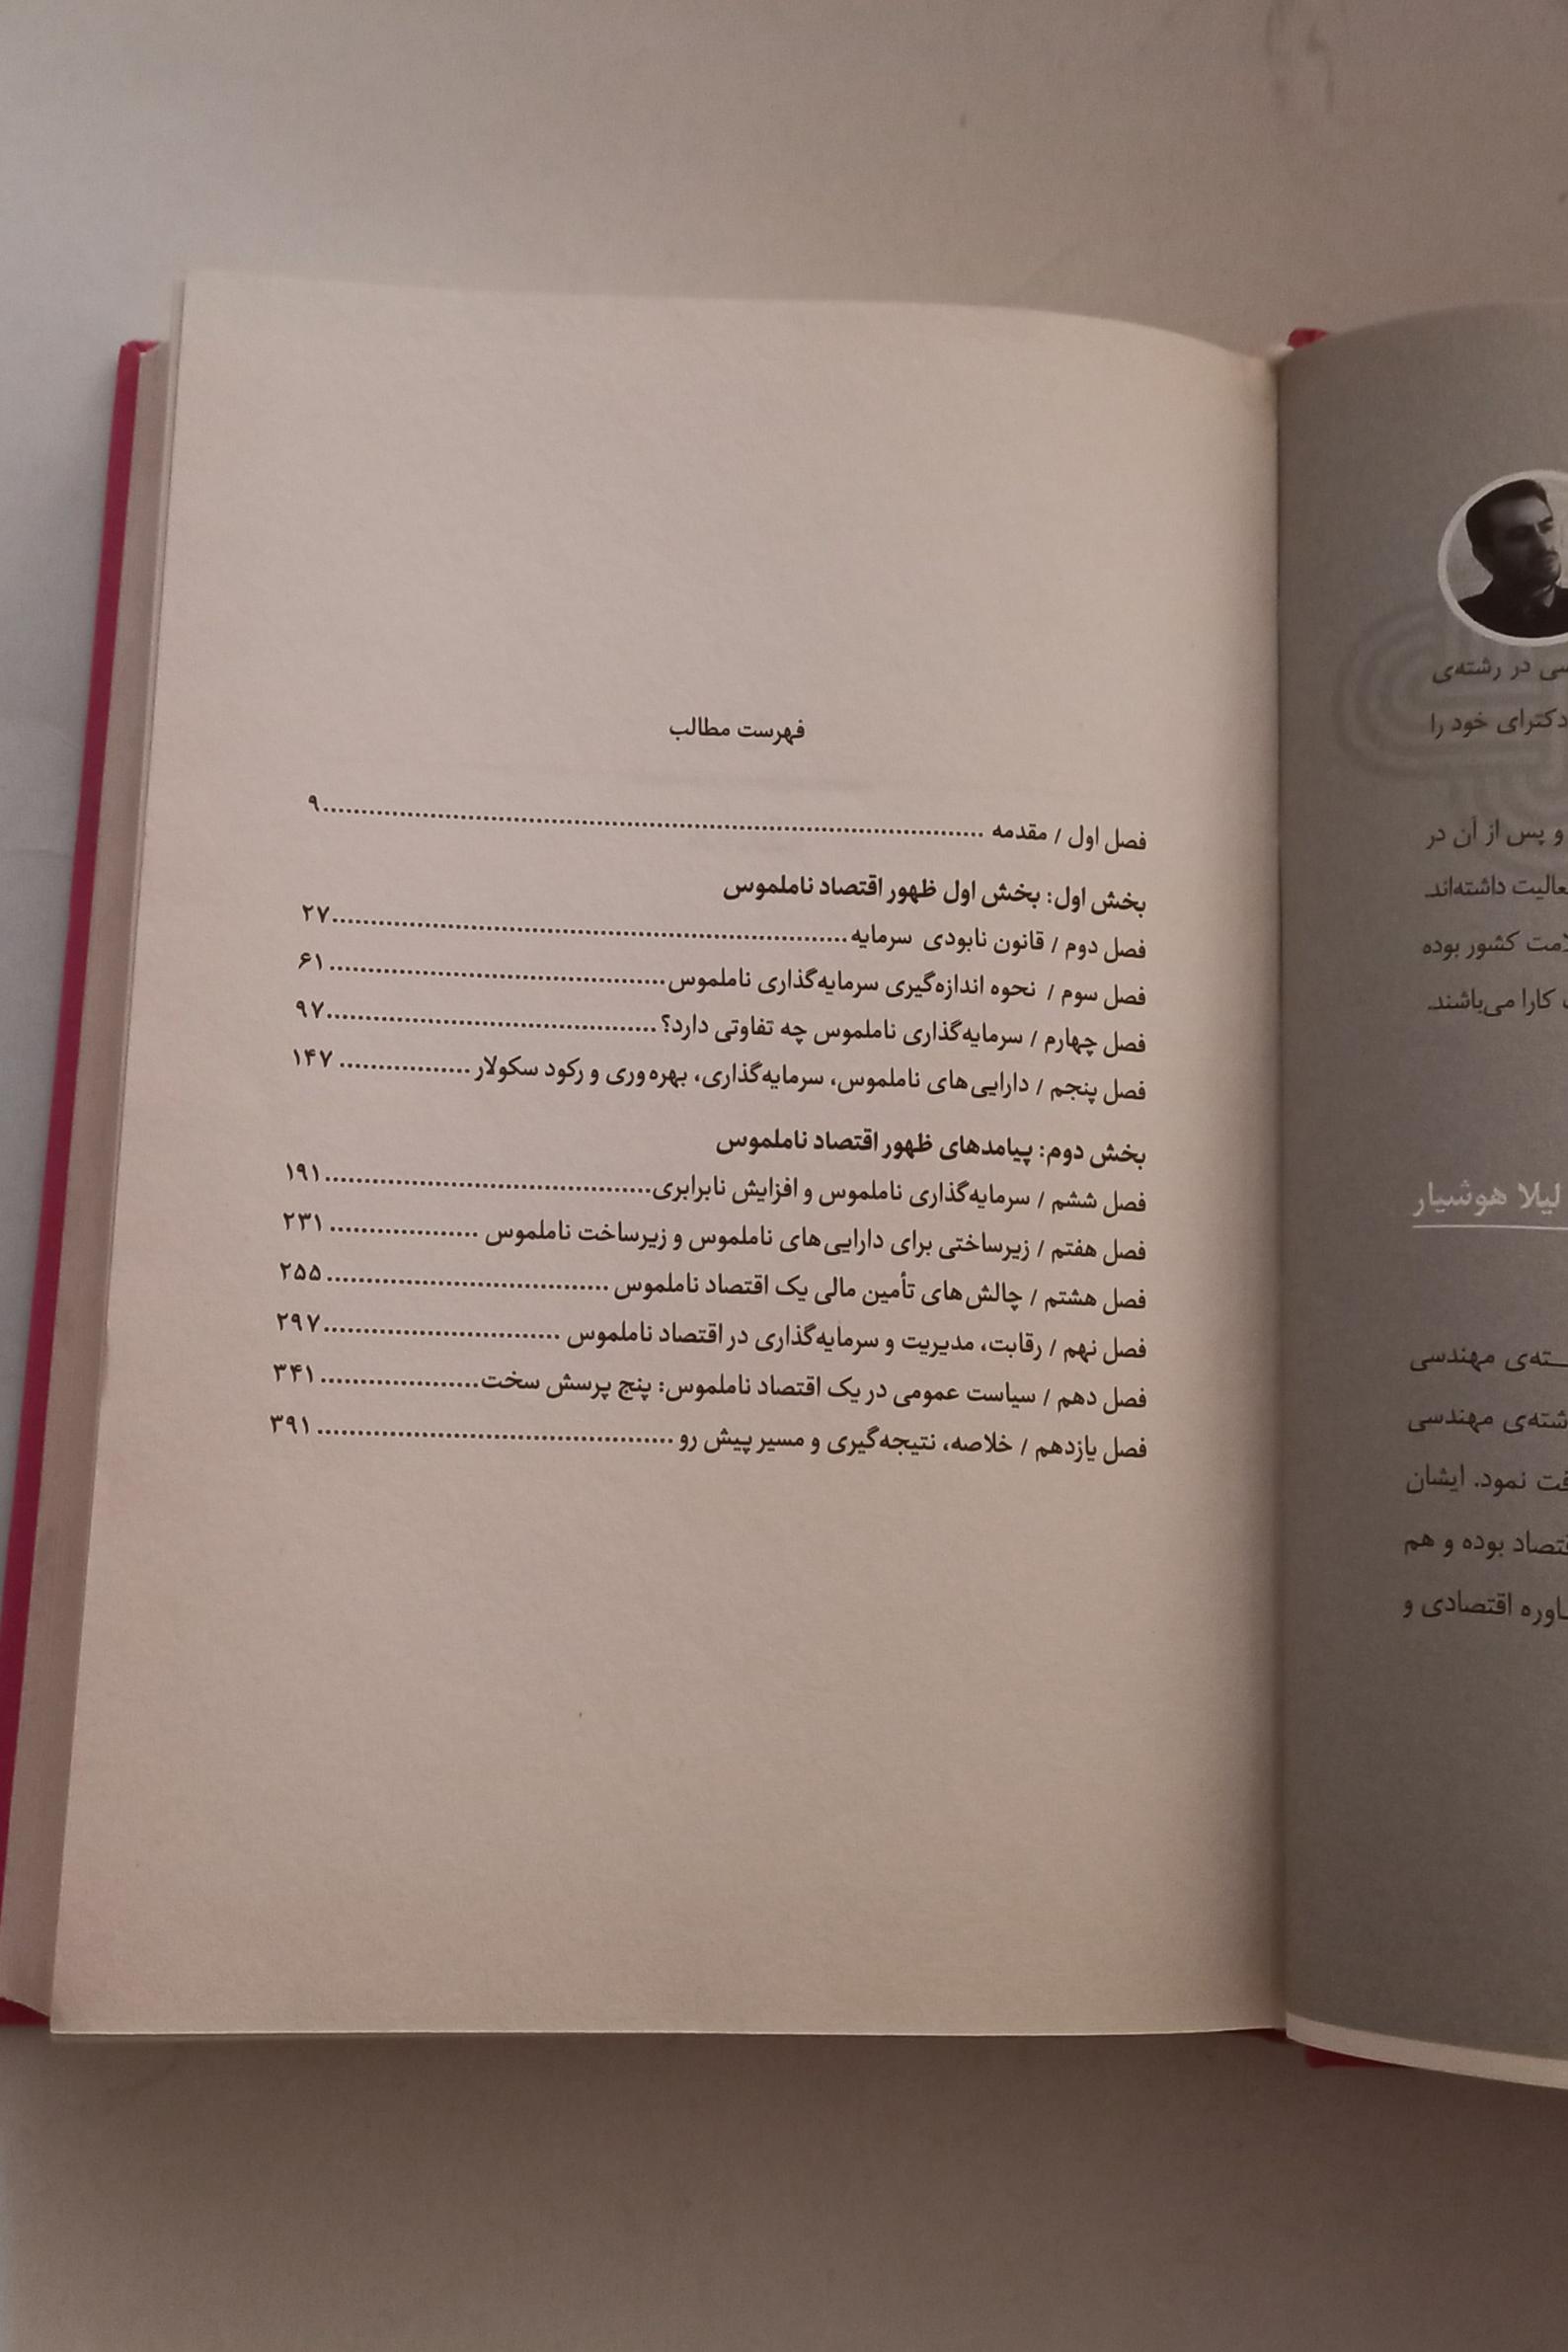 سی در رشته‌ی
دکترای خود را
و پس از آن در
عالیت داشته‌اند.
کشور بوده
کارا می‌باشند.
لیلا هوشیار
مهندسی
مهندسی
نمود. ایشان
بوده و هم
اقتصادی و
فهرست مطالب
فصل اول / مقدمه ........ ۹
بخش اول: بخش اول ظهور اقتصاد ناملموس
فصل دوم / قانون نابودی سرمایه ........ ۲۷
فصل سوم / نحوه اندازه‌گیری سرمایه‌گذاری ناملموس ........ ۶۱
فصل چهارم / سرمایه‌گذاری ناملموس چه تفاوتی دارد؟ ........ ۹۷
فصل پنجم / دارایی‌های ناملموس، سرمایه‌گذاری، بهره‌وری و رکود سکولار ........ ۱۴۷
بخش دوم: پیامدهای ظهور اقتصاد ناملموس
فصل ششم / سرمایه‌گذاری ناملموس و افزایش نابرابری ........ ۱۹۱
فصل هفتم / زیرساختی برای دارایی‌های ناملموس و زیرساخت ناملموس ........ ۲۳۱
فصل هشتم / چالش‌های تأمین مالی یک اقتصاد ناملموس ........ ۲۵۵
فصل نهم / رقابت، مدیریت و سرمایه‌گذاری در اقتصاد ناملموس ........ ۲۹۷
فصل دهم / سیاست عمومی در یک اقتصاد ناملموس: پنج پرسش سخت ........ ۳۴۱
فصل یازدهم / خلاصه، نتیجه‌گیری و مسیر پیش رو ........ ۳۹۱